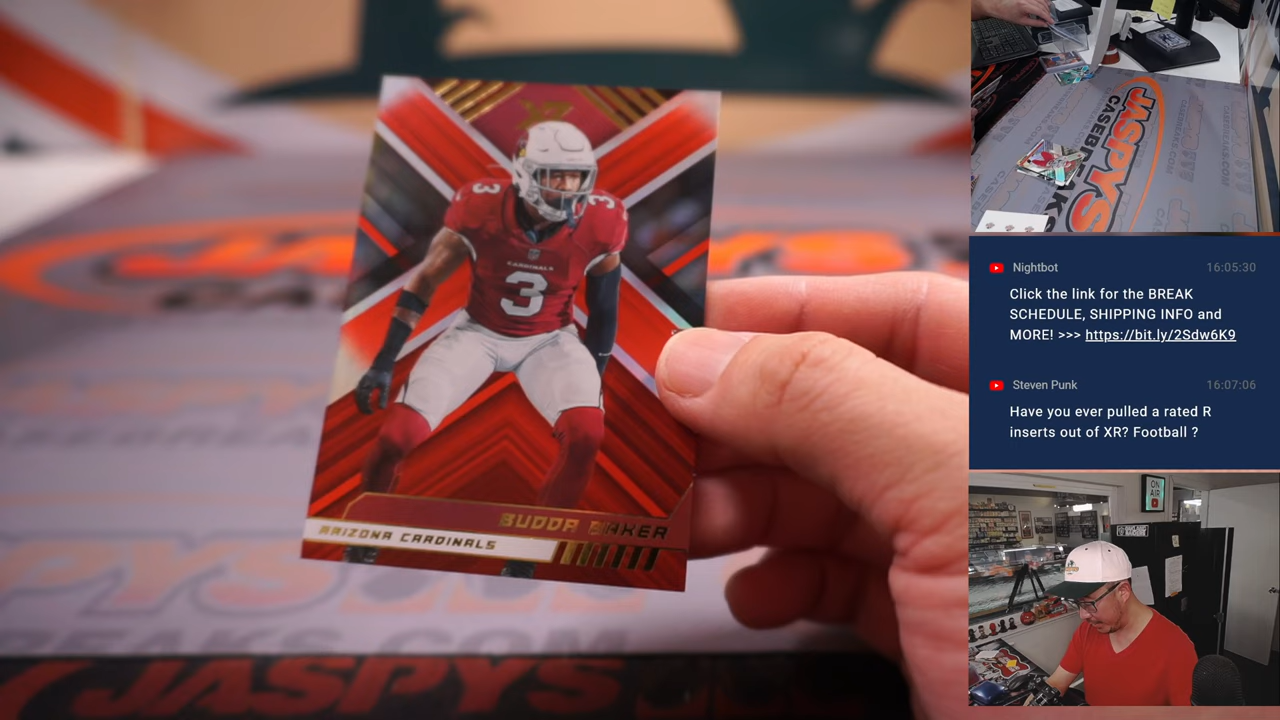 XR
3
3
CARDINALS
3
BUDDA BAKER
ARIZONA CARDINALS
JASPYS
JASPYS
CASEBREAKS.COM
Nightbot 16:05:30
Click the link for the BREAK
SCHEDULE, SHIPPING INFO and
MORE! >>> https://bit.ly/2Sdw6K9
Steven Punk 16:07:06
Have you ever pulled a rated R
inserts out of XR? Football ?
ON
AIR